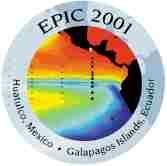 EPIC 2001
Huatulco, Mexico • Galapagos Islands, Ecuador